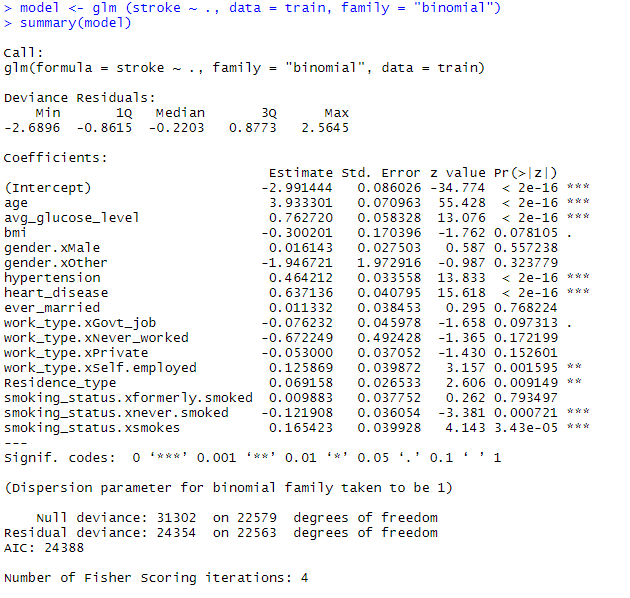 > model <- glm (stroke ~ ., data = train, family = "binomial")
> summary(model)
Call:
glm(formula = stroke ~ ., family = "binomial", data = train)
Deviance Residuals:
Min 1Q Median 3Q Max
-2.6896 -0.8615 -0.2203 0.8773 2.5645
Coefficients:
Estimate Std. Error z value Pr(>|z|)
(Intercept) -2.991444 0.086026 -34.774 < 2e-16 ***
age 3.933301 0.070963 55.428 < 2e-16 ***
avg_glucose_level 0.762720 0.058328 13.076 < 2e-16 ***
bmi -0.300201 0.170396 -1.762 0.078105 .
gender.xMale 0.016143 0.027503 0.587 0.557238
gender.xOther -1.946721 1.972916 -0.987 0.323779
hypertension 0.464212 0.033558 13.833 < 2e-16 ***
heart_disease 0.637136 0.040795 15.618 < 2e-16 ***
ever_married 0.011332 0.038453 0.295 0.768224
work_type.xGovt_job -0.076232 0.045978 -1.658 0.097313 .
work_type.xNever_worked -0.672249 0.492428 -1.365 0.172199
work_type.xPrivate -0.053000 0.037052 -1.430 0.152601
work_type.xSelf.employed 0.125869 0.039872 3.157 0.001595 **
Residence_type 0.069158 0.026533 2.606 0.009149 **
smoking_status.xformerly.smoked 0.009883 0.037752 0.262 0.793497
smoking_status.xnever.smoked -0.121908 0.036054 -3.381 0.000721 ***
smoking_status.xsmokes 0.165423 0.039928 4.143 3.43e-05 ***
---
Signif. codes: 0 ‘***’ 0.001 ‘**’ 0.01 ‘*’ 0.05 ‘.’ 0.1 ‘ ’ 1
(Dispersion parameter for binomial family taken to be 1)
Null deviance: 31302 on 22579 degrees of freedom
Residual deviance: 24354 on 22563 degrees of freedom
AIC: 24388
Number of Fisher Scoring iterations: 4